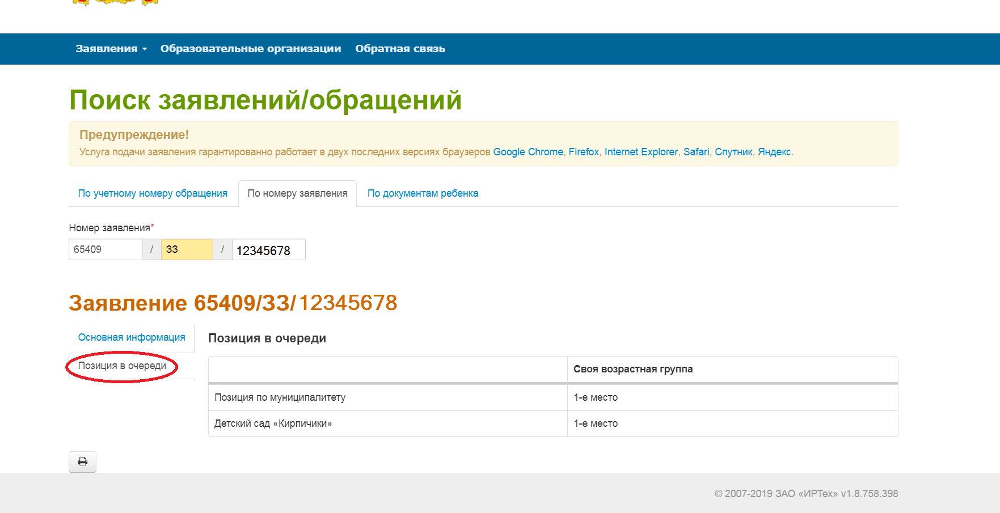 Заявления Образовательные организации Обратная связь
Поиск заявлений/обращений
Предупреждение!
Услуга подачи заявления гарантированно работает в двух последних версиях браузеров Google Chrome, Firefox, Internet Explorer, Safari, Спутник, Яндекс.
По учетному номеру обращения По номеру заявления По документам ребенка
Номер заявления*
65409 / ЗЗ / 12345678
Заявление 65409/ЗЗ/12345678
Основная информация
Позиция в очереди
Позиция в очереди
Своя возрастная группа
Позиция по муниципалитету 1-е место
Детский сад «Кирпичики» 1-е место
© 2007-2019 ЗАО «ИРТех» v1.8.758.398